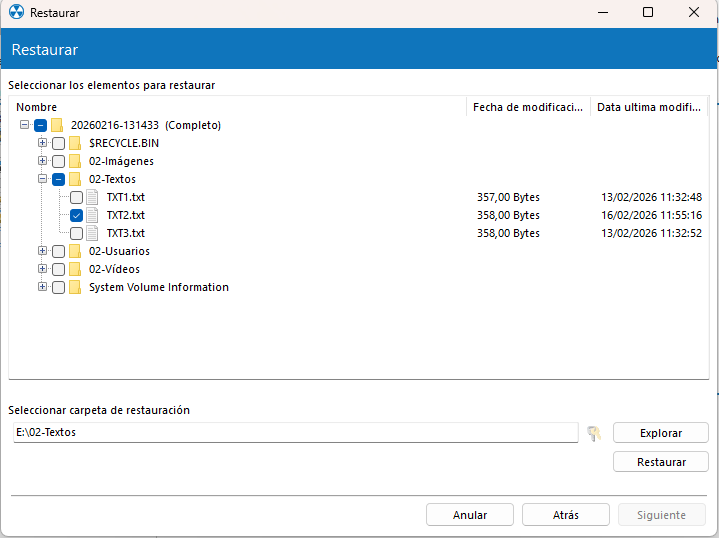 Restaurar
Restaurar
Seleccionar los elementos para restaurar
Nombre Fecha de modificaci... Data ultima modifi...
20260216-131433 (Completo)
$RECYCLE.BIN
02-Imágenes
02-Textos
TXT1.txt 357,00 Bytes 13/02/2026 11:32:48
TXT2.txt 358,00 Bytes 16/02/2026 11:55:16
TXT3.txt 358,00 Bytes 13/02/2026 11:32:52
02-Usuarios
02-Vídeos
System Volume Information
Seleccionar carpeta de restauración
E:\02-Textos Explorar
Restaurar
Anular Atrás Siguiente